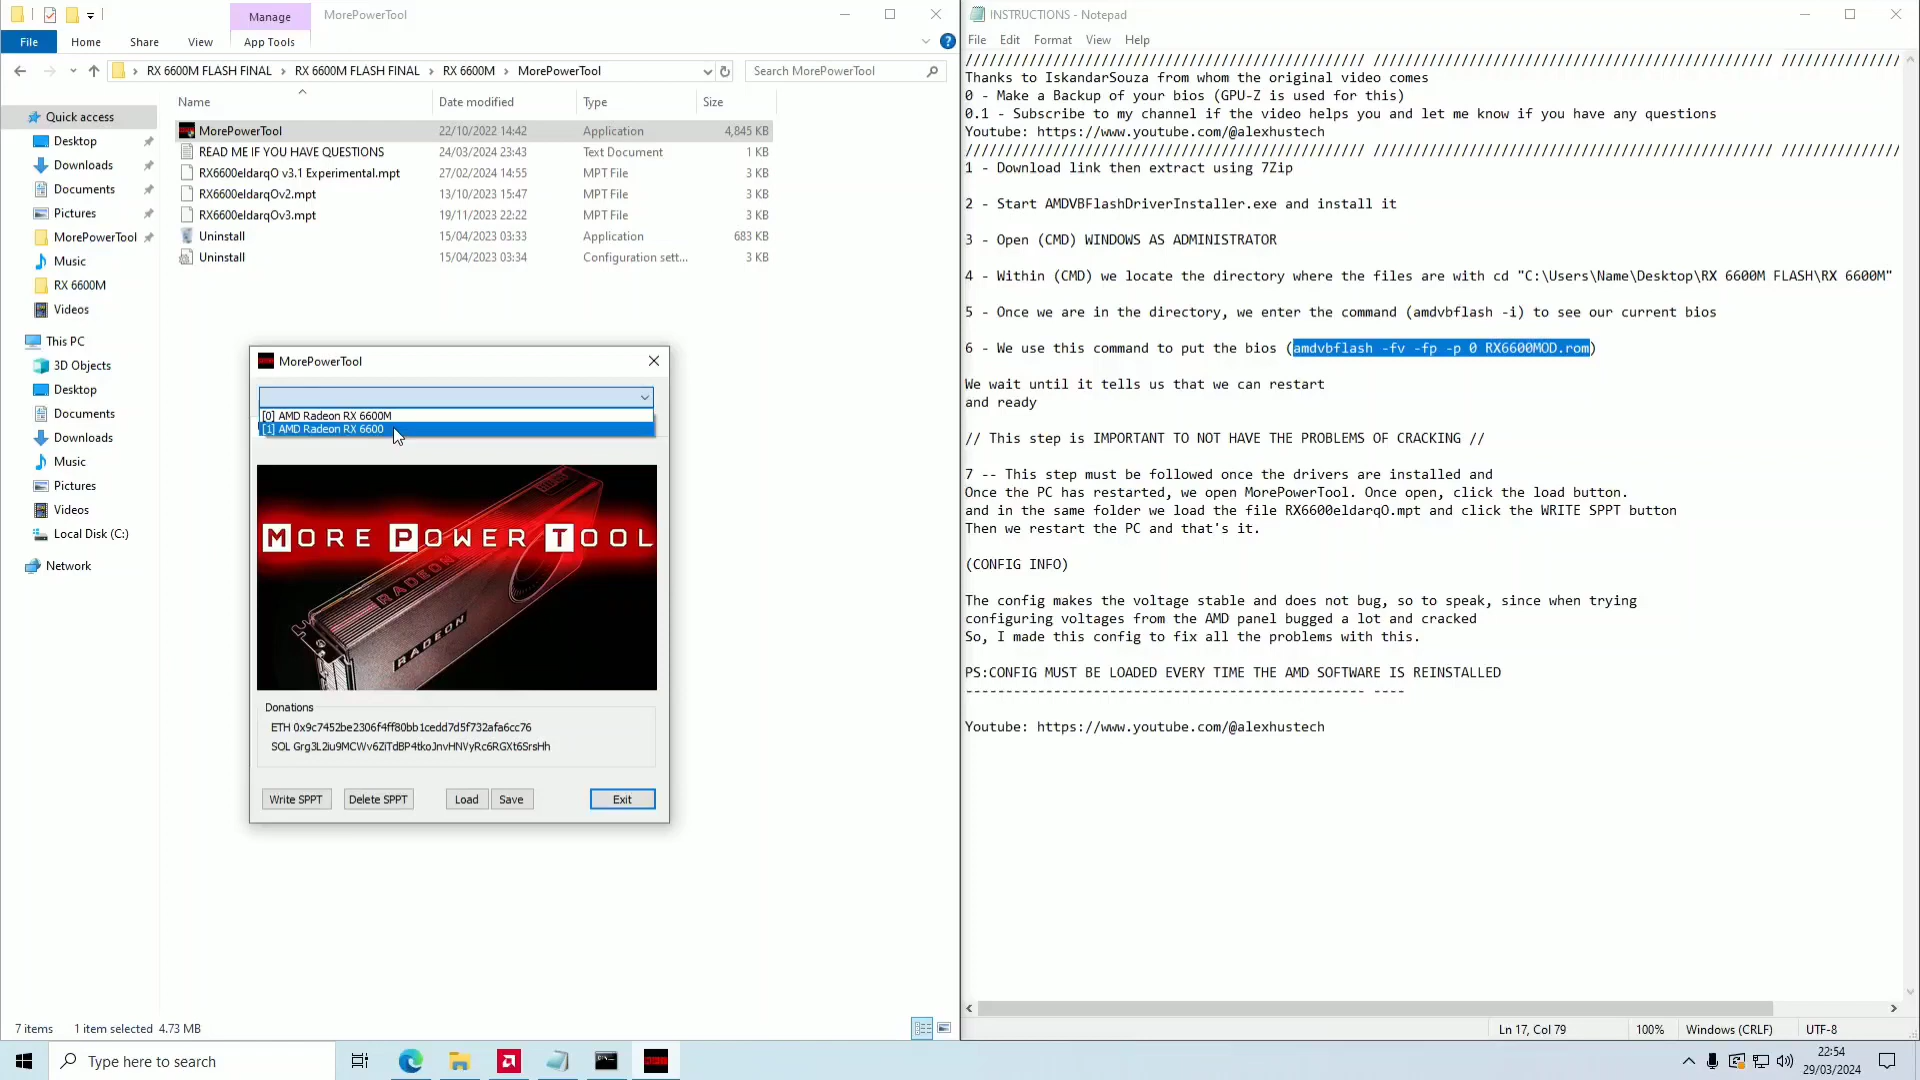 Manage
MorePowerTool
File
Home
Share
View
App Tools
RX 6600M FLASH FINAL
RX 6600M FLASH FINAL
RX 6600M
MorePowerTool
Search MorePowerTool
Name
Date modified
Type
Size
MorePowerTool 22/10/2022 14:42 Application 4,845 KB
READ ME IF YOU HAVE QUESTIONS 24/03/2024 23:43 Text Document 1 KB
RX6600eldarqO v3.1 Experimental.mpt 27/02/2024 14:55 MPT File 3 KB
RX6600eldarqOv2.mpt 13/10/2023 15:47 MPT File 3 KB
RX6600eldarqOv3.mpt 19/11/2023 22:22 MPT File 3 KB
Uninstall 15/04/2023 03:33 Application 683 KB
Uninstall 15/04/2023 03:34 Configuration sett... 3 KB
Quick access
Desktop
Downloads
Documents
Pictures
MorePowerTool
Music
RX 6600M
Videos
This PC
3D Objects
Desktop
Documents
Downloads
Music
Pictures
Videos
Local Disk (C:)
Network
MorePowerTool
[0] AMD Radeon RX 6600M
[1] AMD Radeon RX 6600
MORE POWER TOOL
RADEON
RADEON
Donations
ETH 0x9c7452be2306f4ff80bb1cedd7d5f732afa6cc76
SOL Grg3L2iu9MCWv6ZiTdBP4tkoJnvHNVyRc6RGXt6SrsHh
Write SPPT
Delete SPPT
Load
Save
Exit
7 items
1 item selected 4.73 MB
INSTRUCTIONS - Notepad
File Edit Format View Help
////////////////////////////////////////////////// ////////////////////////////////////////////////// ///////////////
Thanks to IskandarSouza from whom the original video comes
0 - Make a Backup of your bios (GPU-Z is used for this)
0.1 - Subscribe to my channel if the video helps you and let me know if you have any questions
Youtube: https://www.youtube.com/@alexhustech
////////////////////////////////////////////////// ////////////////////////////////////////////////// ///////////////
1 - Download link then extract using 7Zip
2 - Start AMDVBFlashDriverInstaller.exe and install it
3 - Open (CMD) WINDOWS AS ADMINISTRATOR
4 - Within (CMD) we locate the directory where the files are with cd "C:\Users\Name\Desktop\RX 6600M FLASH\RX 6600M"
5 - Once we are in the directory, we enter the command (amdvbflash -i) to see our current bios
6 - We use this command to put the bios (amdvbflash -fv -fp -p 0 RX6600MOD.rom)
We wait until it tells us that we can restart
and ready
// This step is IMPORTANT TO NOT HAVE THE PROBLEMS OF CRACKING //
7 -- This step must be followed once the drivers are installed and
Once the PC has restarted, we open MorePowerTool. Once open, click the load button.
and in the same folder we load the file RX6600eldarqO.mpt and click the WRITE SPPT button
Then we restart the PC and that's it.
(CONFIG INFO)
The config makes the voltage stable and does not bug, so to speak, since when trying
configuring voltages from the AMD panel bugged a lot and cracked
So, I made this config to fix all the problems with this.
PS:CONFIG MUST BE LOADED EVERY TIME THE AMD SOFTWARE IS REINSTALLED
-------------------------------------------------- ----
Youtube: https://www.youtube.com/@alexhustech
Ln 17, Col 79
100%
Windows (CRLF)
UTF-8
Type here to search
22:54
29/03/2024